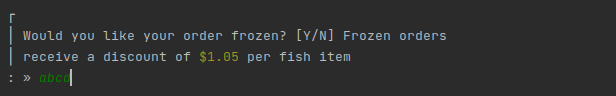 Would you like your order frozen? [Y/N] Frozen orders
receive a discount of $1.05 per fish item
: » abcd